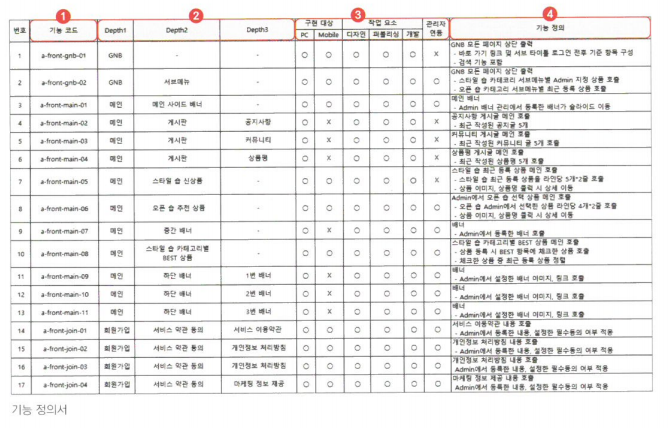 1 2 3 4
번호 기능 코드 Depth1 Depth2 Depth3 구현 대상 작업 요소 관리자 연동 기능 정의
PC Mobile 디자인 퍼블리싱 개발
1 a-front-gnb-01 GNB - - ○ ○ ○ ○ ○ X GNB 모든 페이지 상단 출력
- 바로 가기 링크 및 서브 타이틀 로그인 전후 기준 항목 구성
- 검색 기능 포함
2 a-front-gnb-02 GNB 서브메뉴 - ○ ○ ○ ○ ○ ○ GNB 모든 페이지 상단 출력
- 스타일 숍 카테고리 서브메뉴별 Admin 지정 상품 호출
- 오픈 숍 카테고리 서브메뉴별 최근 등록 상품 호출
3 a-front-main-01 메인 메인 사이드 배너 - ○ ○ ○ ○ ○ ○ 메인 배너
- Admin 배너 관리에서 등록한 배너가 슬라이드 이동
4 a-front-main-02 메인 게시판 공지사항 ○ X ○ ○ ○ X 공지사항 게시글 메인 호출
- 최근 작성된 공지글 5개
5 a-front-main-03 메인 게시판 커뮤니티 ○ X ○ ○ ○ X 커뮤니티 게시글 메인 호출
- 최근 작성된 커뮤니티 글 5개 호출
6 a-front-main-04 메인 게시판 상품평 ○ X ○ ○ ○ X 상품평 게시글 메인 호출
- 최근 작성된 상품평 5개 호출
7 a-front-main-05 메인 스타일 숍 신상품 - ○ ○ ○ ○ ○ X 스타일 숍 최근 등록 상품 메인 호출
- 스타일 숍 최근 등록 상품을 라인당 5개*2줄 호출
- 상품 이미지, 상품명 클릭 시 상세 이동
8 a-front-main-06 메인 오픈 숍 추천 상품 - ○ ○ ○ ○ ○ ○ Admin에서 오픈 숍 선택 상품 메인 호출
- 오픈 숍 Admin에서 선택한 상품 라인당 4개*2줄 호출
- 상품 이미지, 상품명 클릭 시 상세 이동
9 a-front-main-07 메인 중간 배너 - ○ X ○ ○ ○ ○ 배너
- Admin에서 등록한 배너 호출
10 a-front-main-08 메인 스타일 숍 카테고리별 BEST 상품 - ○ ○ ○ ○ ○ ○ 스타일 숍 카테고리별 BEST 상품 메인 호출
- 상품 등록 시 BEST 항목에 체크한 상품 호출
- 체크한 상품 중 최근 등록 상품 정렬
11 a-front-main-09 메인 하단 배너 1번 배너 ○ X ○ ○ ○ ○ 배너
- Admin에서 설정한 배너 이미지, 링크 호출
12 a-front-main-10 메인 하단 배너 2번 배너 ○ X ○ ○ ○ ○ 배너
- Admin에서 설정한 배너 이미지, 링크 호출
13 a-front-main-11 메인 하단 배너 3번 배너 ○ X ○ ○ ○ ○ 배너
- Admin에서 설정한 배너 이미지, 링크 호출
14 a-front-join-01 회원가입 서비스 약관 동의 서비스 이용약관 ○ ○ ○ ○ ○ ○ 서비스 이용약관 내용 호출
- Admin에서 등록한 내용, 설정한 필수동의 여부 적용
15 a-front-join-02 회원가입 서비스 약관 동의 개인정보 처리방침 ○ ○ ○ ○ ○ ○ 개인정보 처리방침 내용 호출
- Admin에서 등록한 내용, 설정한 필수동의 여부 적용
16 a-front-join-03 회원가입 서비스 약관 동의 개인정보 처리방침 ○ ○ ○ ○ ○ ○ 개인정보 처리방침 내용 호출
Admin에서 등록한 내용, 설정한 필수동의 여부 적용
17 a-front-join-04 회원가입 서비스 약관 동의 마케팅 정보 제공 ○ ○ ○ ○ ○ ○ 마케팅 정보 제공 내용 호출
- Admin에서 등록한 내용, 설정한 필수동의 여부 적용
기능 정의서